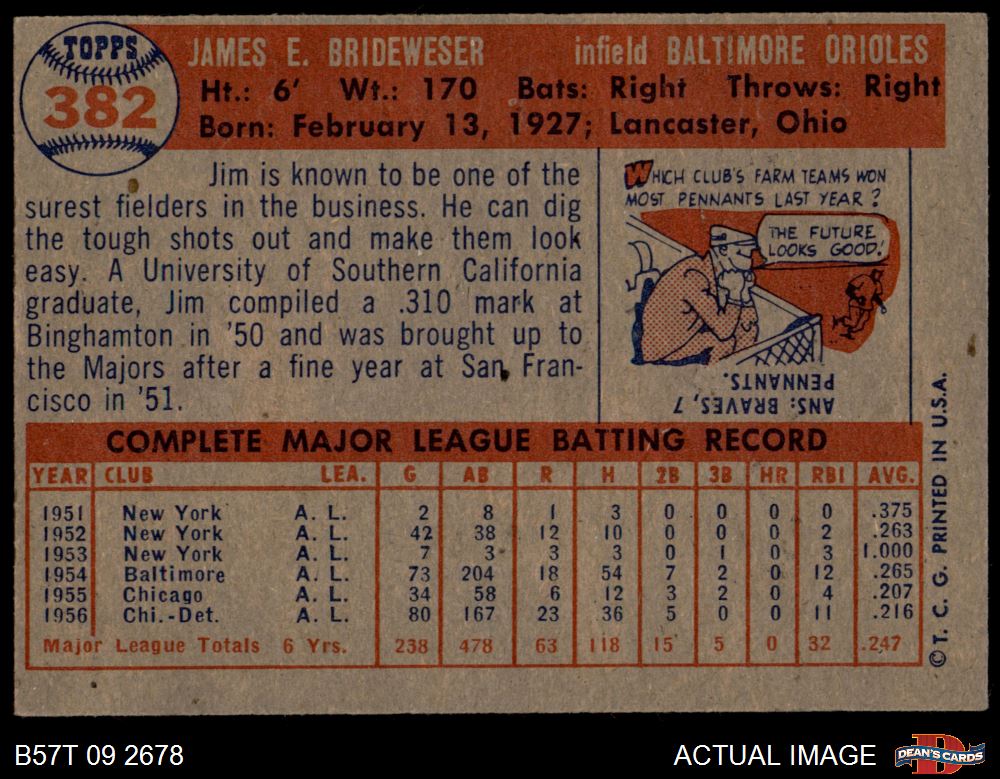 TOPPS
382
JAMES E. BRIDEWESER infield BALTIMORE ORIOLES
Ht.: 6' Wt.: 170 Bats: Right Throws: Right
Born: February 13, 1927; Lancaster, Ohio
Jim is known to be one of the
surest fielders in the business. He can dig
the tough shots out and make them look
easy. A University of Southern California
graduate, Jim compiled a .310 mark at
Binghamton in '50 and was brought up to
the Majors after a fine year at San Fran-
cisco in '51.
WHICH CLUB'S FARM TEAMS WON
MOST PENNANTS LAST YEAR?
THE FUTURE
LOOKS GOOD!
ANS: BRAVES, 7
PENNANTS.
COMPLETE MAJOR LEAGUE BATTING RECORD
YEAR CLUB LEA. G AB R H 2B 3B HR RBI AVG.
1951 New York A. L. 2 8 1 3 0 0 0 0 .375
1952 New York A. L. 42 38 12 10 0 0 0 2 .263
1953 New York A. L. 7 3 3 3 0 1 0 3 1.000
1954 Baltimore A. L. 73 204 18 54 7 2 0 12 .265
1955 Chicago A. L. 34 58 6 12 3 2 0 4 .207
1956 Chi.-Det. A. L. 80 167 23 36 5 0 0 11 .216
Major League Totals 6 Yrs. 238 478 63 118 15 5 0 32 .247
© T. C. G. PRINTED IN U.S.A.
B57T 09 2678 ACTUAL IMAGE
DEAN'S CARDS